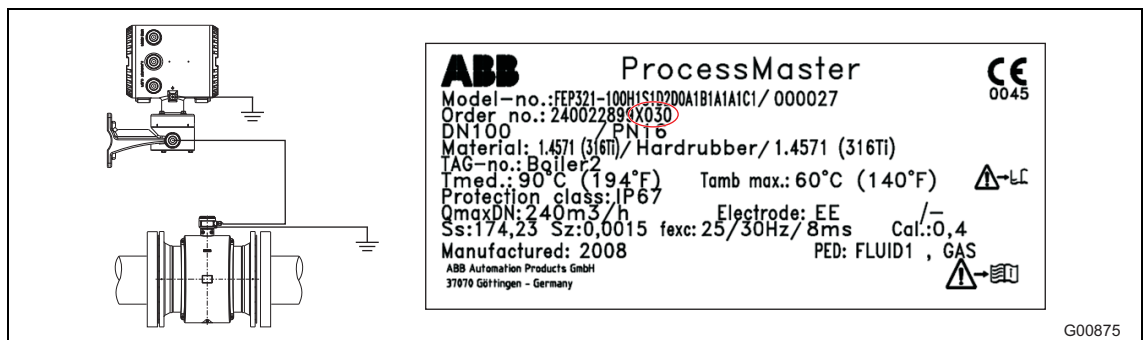 ABB ProcessMaster
CE
0045
Model-no.:FEP321-100H1S1D2D0A1B1A1A1C1/ 000027
Order no.: 240022899X030
DN100 /PN16
Material: 1.4571 (316Ti)/Hardrubber/1.4571 (316Ti)
TAG-no.: Boiler2
Tmed.: 90°C (194°F) Tamb max.: 60°C (140°F)
Protection class:IP67
QmaxDN: 240m3/h Electrode: EE /-
Ss:174,23 Sz:0,0015 fexc: 25/30Hz/8ms Cal.:0,4
Manufactured: 2008 PED: FLUID1 , GAS
ABB Automation Products GmbH
37070 Göttingen - Germany
G00875